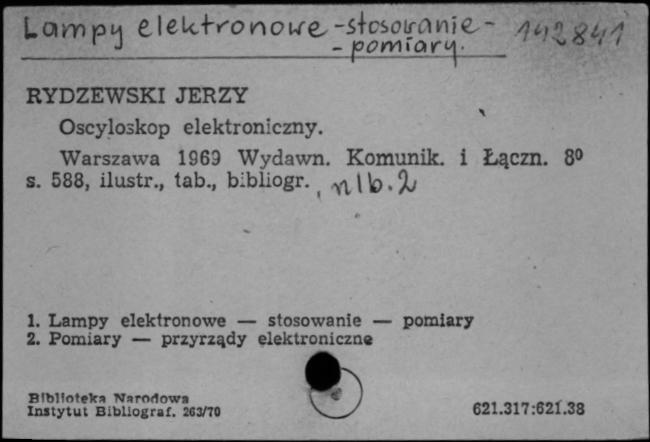 Lampy elektronowe - stosowanie - 142841
- pomiary.
RYDZEWSKI JERZY
Oscyloskop elektroniczny.
Warszawa 1969 Wydawn. Komunik. i Łączn. 8⁰
s. 588, ilustr., tab., bibliogr., nlb. 2
1. Lampy elektronowe — stosowanie — pomiary
2. Pomiary — przyrządy elektroniczne
Biblioteka Narodowa
Instytut Bibliograf. 263/70
621.317:621.38